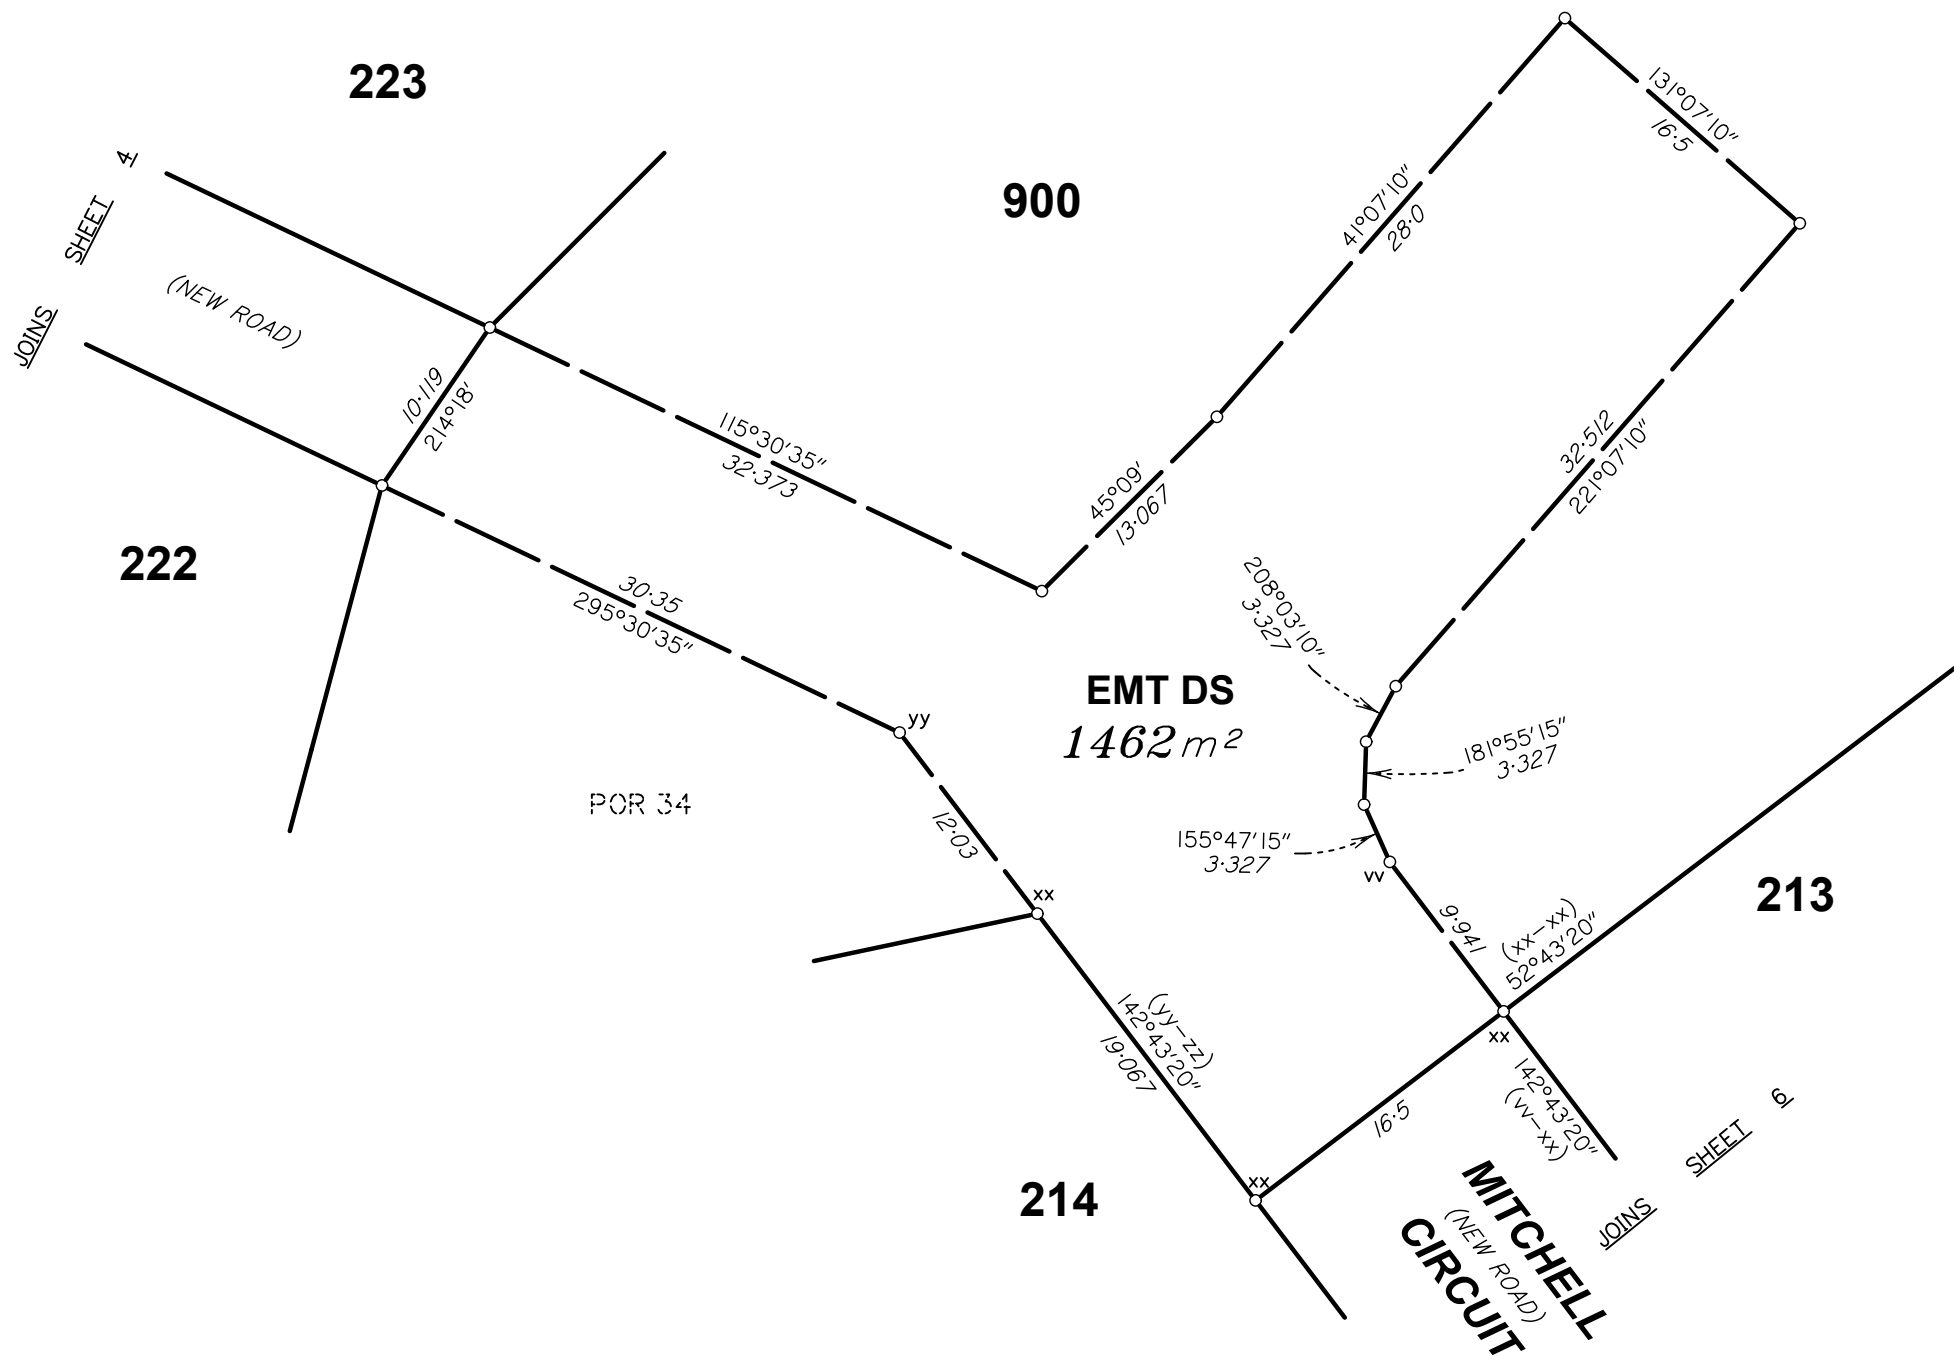 223
131°07'10"
16·5
JOINS SHEET 4
900
41°07'10"
28·0
(NEW ROAD)
10·119
214°18'
115°30'35"
32·373
45°09'
13·067
32·512
221°07'10"
222
30·35
295°30'35"
208°03'10"
3·327
EMT DS
1462 m²
yy
181°55'15"
3·327
POR 34
12·03
155°47'15"
3·327
vv
xx
213
9·941
(xx-xx)
52°43'20"
(yy-zz)
142°43'20"
19·067
xx
142°43'20"
(vv-xx)
16·5
JOINS SHEET 6
xx
214
MITCHELL
(NEW ROAD)
CIRCUIT